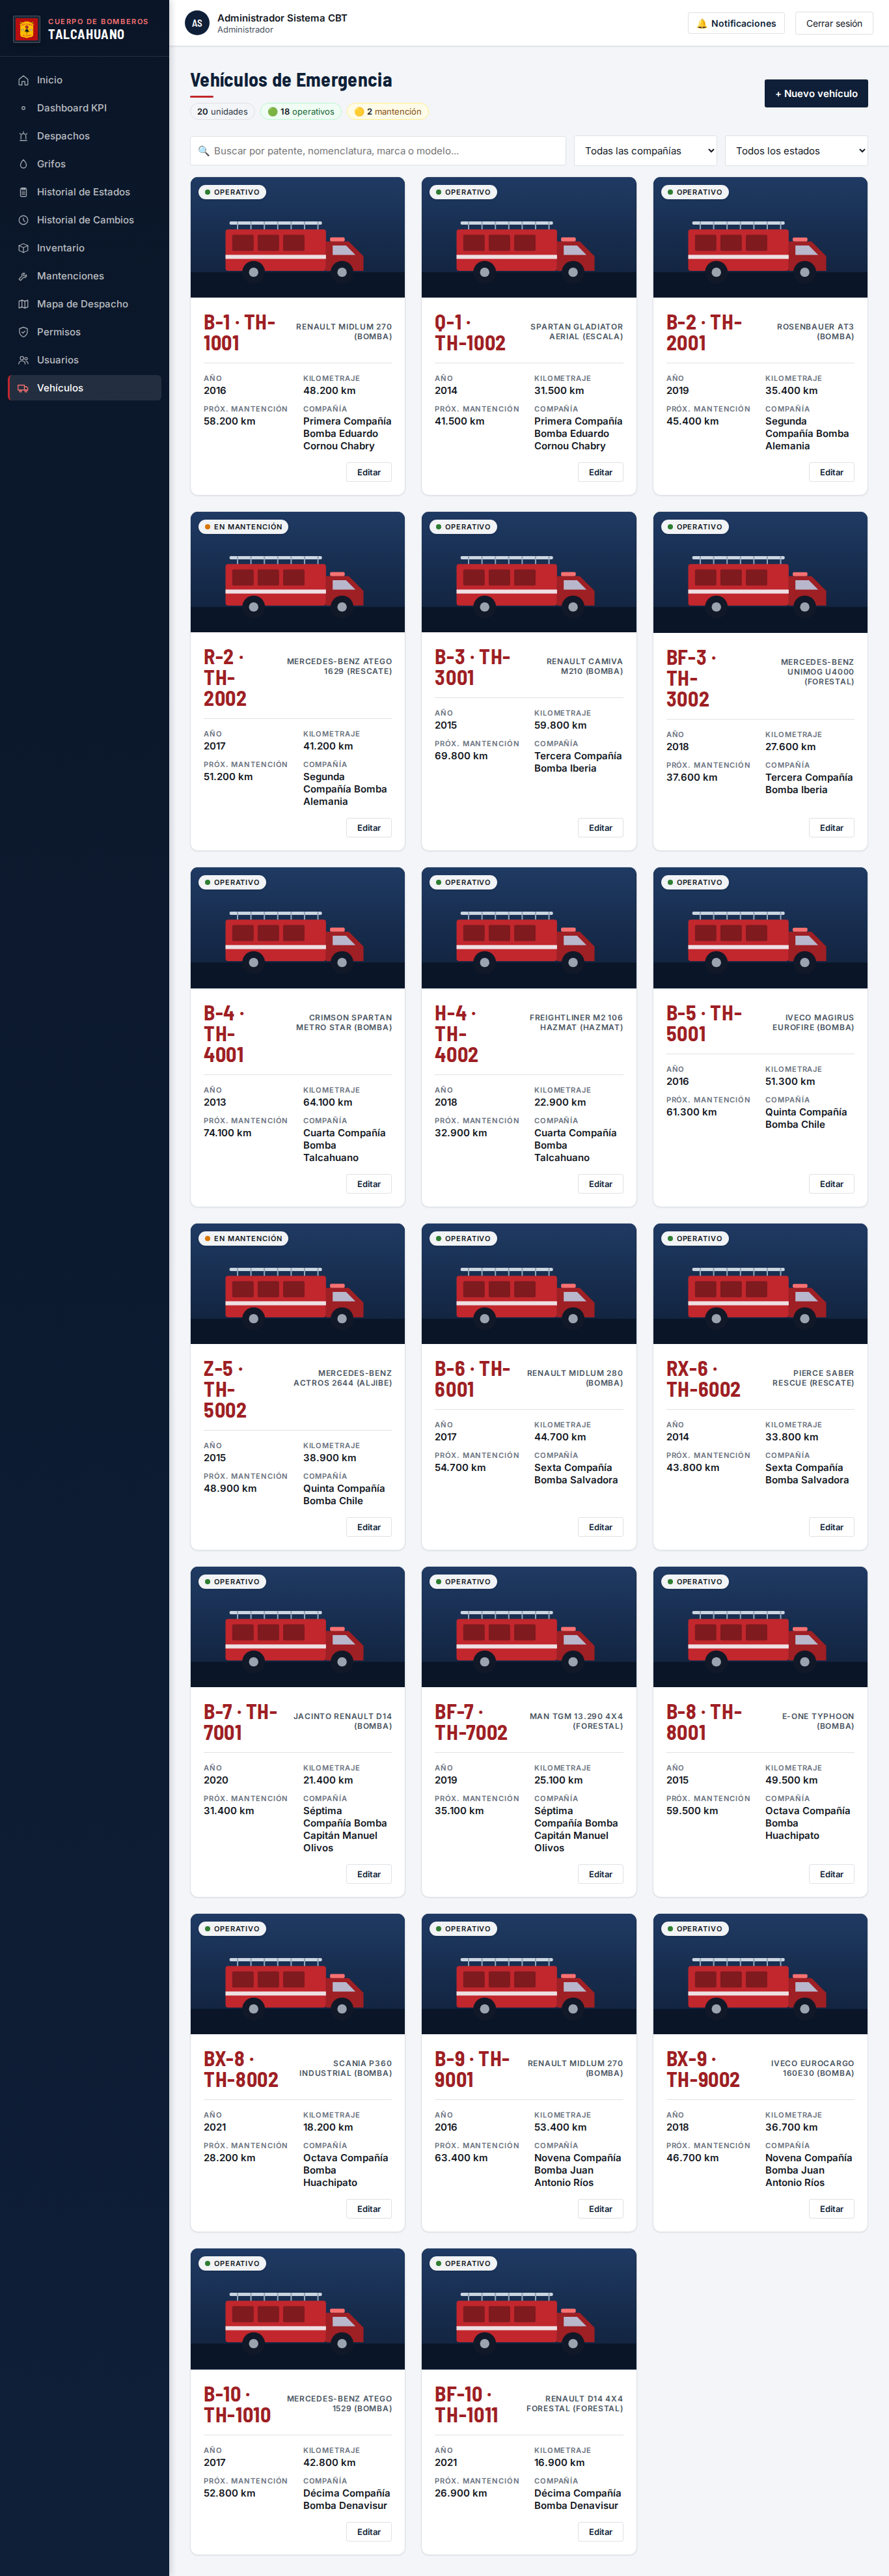 CUERPO DE BOMBEROS
TALCAHUANO
Inicio
Dashboard KPI
Despachos
Grifos
Historial de Estados
Historial de Cambios
Inventario
Mantenciones
Mapa de Despacho
Permisos
Usuarios
Vehículos
AS
Administrador Sistema CBT
Administrador
Notificaciones
Cerrar sesión
Vehículos de Emergencia
20 unidades
18 operativos
2 mantención
+ Nuevo vehículo
Buscar por patente, nomenclatura, marca o modelo...
Todas las compañías
Todos los estados
OPERATIVO
B-1 · TH-
1001
RENAULT MIDLUM 270
(BOMBA)
AÑO
2016
KILOMETRAJE
48.200 km
PRÓX. MANTENCIÓN
58.200 km
COMPAÑÍA
Primera Compañía
Bomba Eduardo
Cornou Chabry
Editar
OPERATIVO
Q-1 ·
TH-1002
SPARTAN GLADIATOR
AERIAL (ESCALA)
AÑO
2014
KILOMETRAJE
31.500 km
PRÓX. MANTENCIÓN
41.500 km
COMPAÑÍA
Primera Compañía
Bomba Eduardo
Cornou Chabry
Editar
OPERATIVO
B-2 · TH-
2001
ROSENBAUER AT3
(BOMBA)
AÑO
2019
KILOMETRAJE
35.400 km
PRÓX. MANTENCIÓN
45.400 km
COMPAÑÍA
Segunda
Compañía Bomba
Alemania
Editar
EN MANTENCIÓN
R-2 ·
TH-
2002
MERCEDES-BENZ ATEGO
1629 (RESCATE)
AÑO
2017
KILOMETRAJE
41.200 km
PRÓX. MANTENCIÓN
51.200 km
COMPAÑÍA
Segunda
Compañía Bomba
Alemania
Editar
OPERATIVO
B-3 · TH-
3001
RENAULT CAMIVA
M210 (BOMBA)
AÑO
2015
KILOMETRAJE
59.800 km
PRÓX. MANTENCIÓN
69.800 km
COMPAÑÍA
Tercera Compañía
Bomba Iberia
Editar
OPERATIVO
BF-3 ·
TH-
3002
MERCEDES-BENZ
UNIMOG U4000
(FORESTAL)
AÑO
2018
KILOMETRAJE
27.600 km
PRÓX. MANTENCIÓN
37.600 km
COMPAÑÍA
Tercera Compañía
Bomba Iberia
Editar
OPERATIVO
B-4 ·
TH-
4001
CRIMSON SPARTAN
METRO STAR (BOMBA)
AÑO
2013
KILOMETRAJE
64.100 km
PRÓX. MANTENCIÓN
74.100 km
COMPAÑÍA
Cuarta Compañía
Bomba
Talcahuano
Editar
OPERATIVO
H-4 ·
TH-
4002
FREIGHTLINER M2 106
HAZMAT (HAZMAT)
AÑO
2018
KILOMETRAJE
22.900 km
PRÓX. MANTENCIÓN
32.900 km
COMPAÑÍA
Cuarta Compañía
Bomba
Talcahuano
Editar
OPERATIVO
B-5 · TH-
5001
IVECO MAGIRUS
EUROFIRE (BOMBA)
AÑO
2016
KILOMETRAJE
51.300 km
PRÓX. MANTENCIÓN
61.300 km
COMPAÑÍA
Quinta Compañía
Bomba Chile
Editar
EN MANTENCIÓN
Z-5 ·
TH-
5002
MERCEDES-BENZ
ACTROS 2644 (ALJIBE)
AÑO
2015
KILOMETRAJE
38.900 km
PRÓX. MANTENCIÓN
48.900 km
COMPAÑÍA
Quinta Compañía
Bomba Chile
Editar
OPERATIVO
B-6 · TH-
6001
RENAULT MIDLUM 280
(BOMBA)
AÑO
2017
KILOMETRAJE
44.700 km
PRÓX. MANTENCIÓN
54.700 km
COMPAÑÍA
Sexta Compañía
Bomba Salvadora
Editar
OPERATIVO
RX-6 ·
TH-6002
PIERCE SABER
RESCUE (RESCATE)
AÑO
2014
KILOMETRAJE
33.800 km
PRÓX. MANTENCIÓN
43.800 km
COMPAÑÍA
Sexta Compañía
Bomba Salvadora
Editar
OPERATIVO
B-7 · TH-
7001
JACINTO RENAULT D14
(BOMBA)
AÑO
2020
KILOMETRAJE
21.400 km
PRÓX. MANTENCIÓN
31.400 km
COMPAÑÍA
Séptima
Compañía Bomba
Capitán Manuel
Olivos
Editar
OPERATIVO
BF-7 ·
TH-7002
MAN TGM 13.290 4X4
(FORESTAL)
AÑO
2019
KILOMETRAJE
25.100 km
PRÓX. MANTENCIÓN
35.100 km
COMPAÑÍA
Séptima
Compañía Bomba
Capitán Manuel
Olivos
Editar
OPERATIVO
B-8 · TH-
8001
E-ONE TYPHOON
(BOMBA)
AÑO
2015
KILOMETRAJE
49.500 km
PRÓX. MANTENCIÓN
59.500 km
COMPAÑÍA
Octava Compañía
Bomba
Huachipato
Editar
OPERATIVO
BX-8 ·
TH-8002
SCANIA P360
INDUSTRIAL (BOMBA)
AÑO
2021
KILOMETRAJE
18.200 km
PRÓX. MANTENCIÓN
28.200 km
COMPAÑÍA
Octava Compañía
Bomba
Huachipato
Editar
OPERATIVO
B-9 · TH-
9001
RENAULT MIDLUM 270
(BOMBA)
AÑO
2016
KILOMETRAJE
53.400 km
PRÓX. MANTENCIÓN
63.400 km
COMPAÑÍA
Novena Compañía
Bomba Juan
Antonio Ríos
Editar
OPERATIVO
BX-9 ·
TH-9002
IVECO EUROCARGO
160E30 (BOMBA)
AÑO
2018
KILOMETRAJE
36.700 km
PRÓX. MANTENCIÓN
46.700 km
COMPAÑÍA
Novena Compañía
Bomba Juan
Antonio Ríos
Editar
OPERATIVO
B-10 ·
TH-1010
MERCEDES-BENZ ATEGO
1529 (BOMBA)
AÑO
2017
KILOMETRAJE
42.800 km
PRÓX. MANTENCIÓN
52.800 km
COMPAÑÍA
Décima Compañía
Bomba Denavisur
Editar
OPERATIVO
BF-10 ·
TH-1011
RENAULT D14 4X4
FORESTAL (FORESTAL)
AÑO
2021
KILOMETRAJE
16.900 km
PRÓX. MANTENCIÓN
26.900 km
COMPAÑÍA
Décima Compañía
Bomba Denavisur
Editar